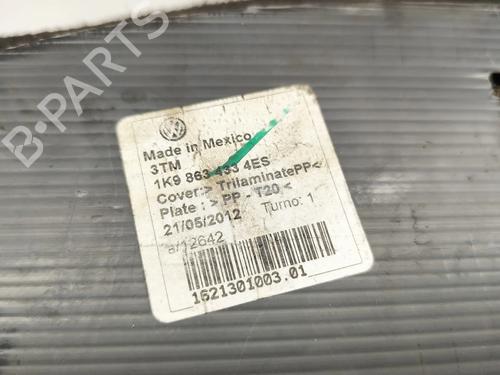 B-PARTS
Made in Mexico
3TM
1K9 863 433 4ES
Cover:> TrilaminatePP<
Plate : > PP - T20 <
21/05/2012 Turno: 1
a/12642
1621301003.01